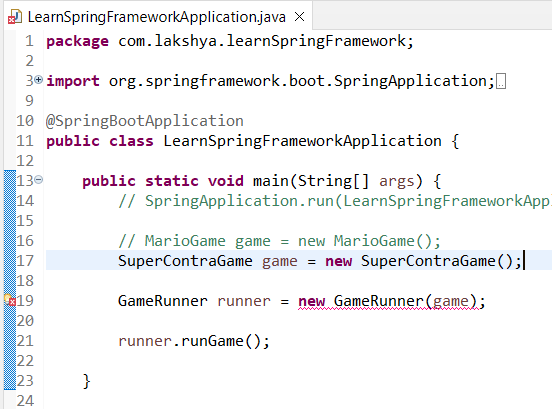 LearnSpringFrameworkApplication.java
1 package com.lakshya.learnSpringFramework;
2
3 import org.springframework.boot.SpringApplication;
9
10 @SpringBootApplication
11 public class LearnSpringFrameworkApplication {
12
13 public static void main(String[] args) {
14 // SpringApplication.run(LearnSpringFrameworkAppl
15
16 // MarioGame game = new MarioGame();
17 SuperContraGame game = new SuperContraGame();
18
19 GameRunner runner = new GameRunner(game);
20
21 runner.runGame();
22
23 }
24